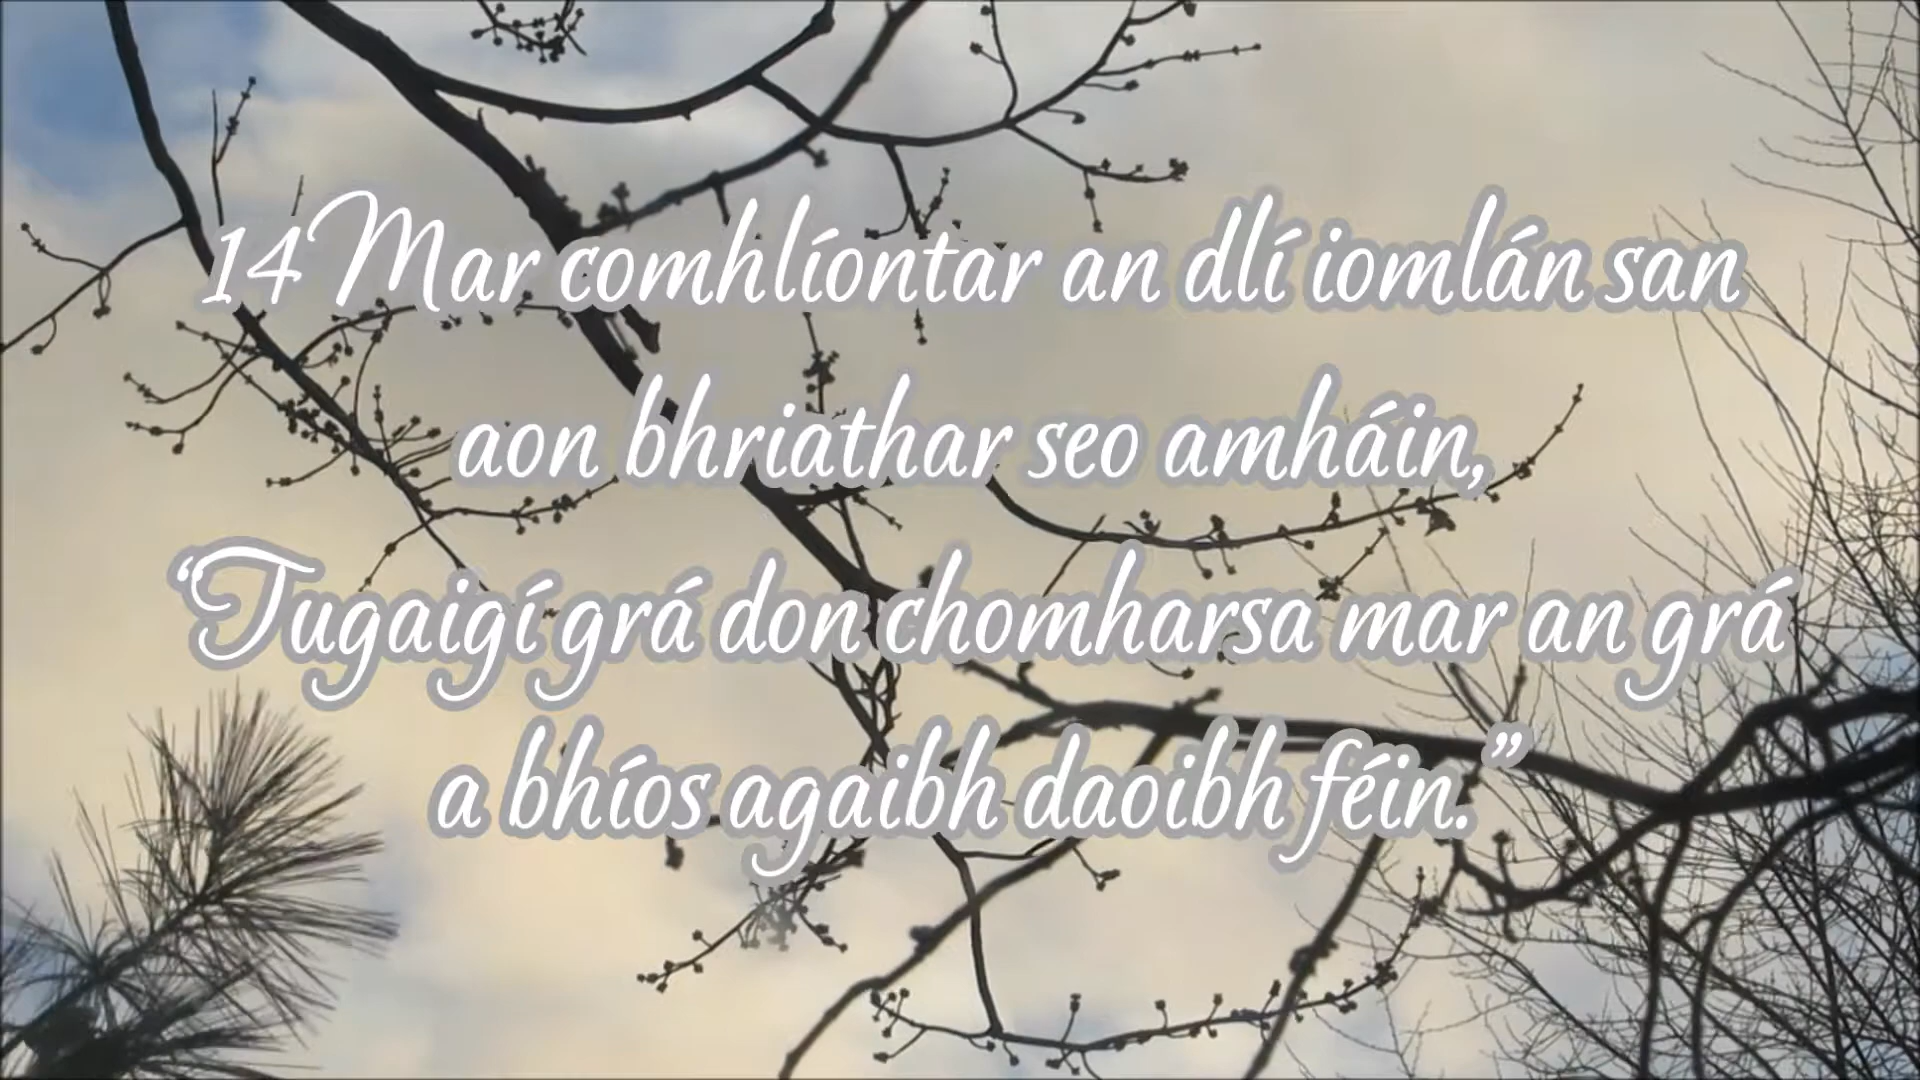 14 Mar comhlíontar an dlí iomlán san
aon bhriathar seo amháin,
“Tugaigí grá don chomharsa mar an grá
a bhíos agaibh daoibh féin.”